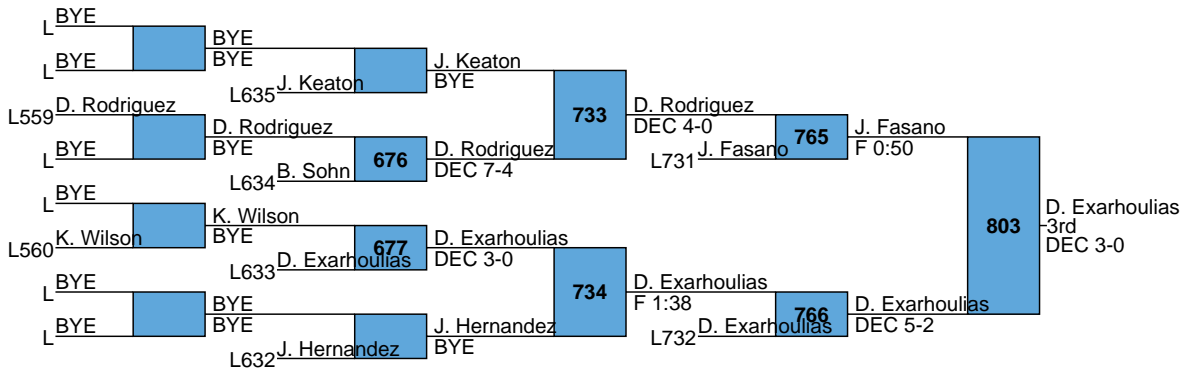 BYE
L
BYE
BYE
BYE
L
J. Keaton
L635
J. Keaton
BYE
D. Rodriguez
L559
D. Rodriguez
BYE
BYE
L
676
B. Sohn
L634
D. Rodriguez
DEC 7-4
733
D. Rodriguez
DEC 4-0
J. Fasano
L731
765
J. Fasano
F 0:50
BYE
L
K. Wilson
BYE
K. Wilson
L560
677
D. Exarhoulias
L633
D. Exarhoulias
DEC 3-0
BYE
L
BYE
BYE
BYE
L
J. Hernandez
L632
J. Hernandez
BYE
734
D. Exarhoulias
F 1:38
D. Exarhoulias
L732
766
D. Exarhoulias
DEC 5-2
803
D. Exarhoulias
3rd
DEC 3-0